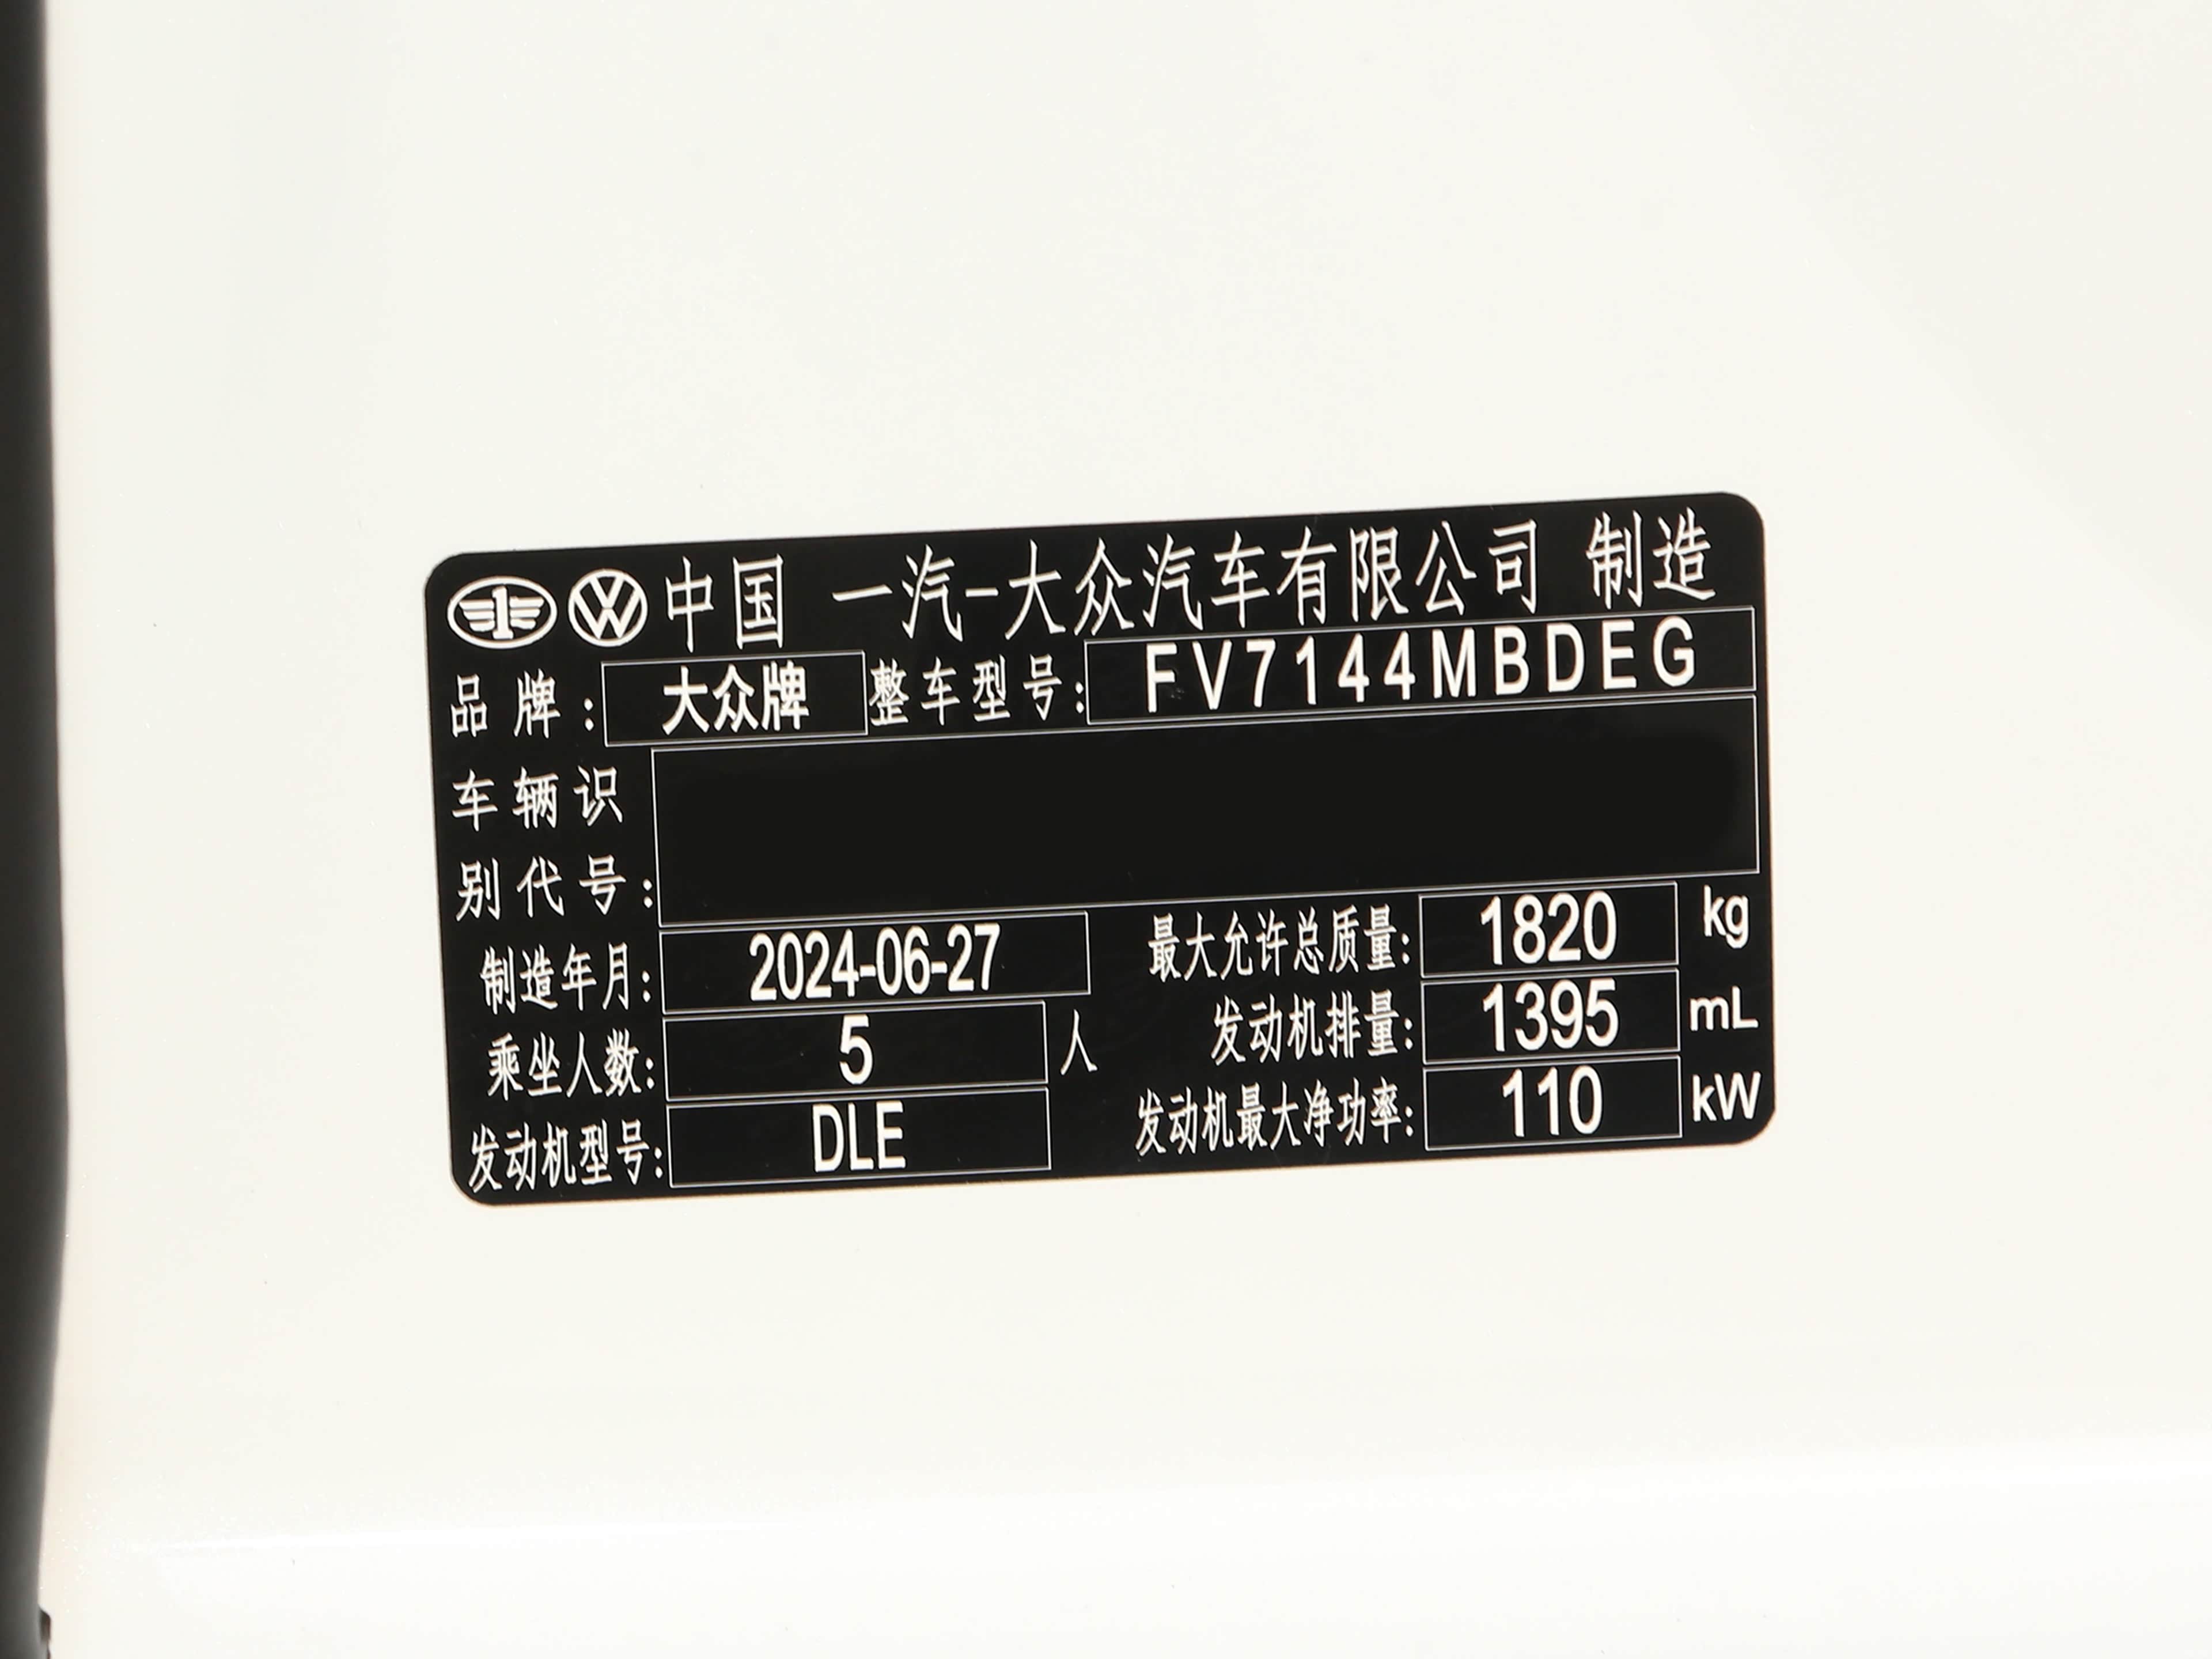 中国 一汽-大众汽车有限公司 制造
品牌: 大众牌 整车型号: FV7144MBDEG
车辆识
别代号:
制造年月: 2024-06-27 最大允许总质量: 1820 kg
乘坐人数: 5 人 发动机排量: 1395 mL
发动机型号: DLE 发动机最大净功率: 110 kW